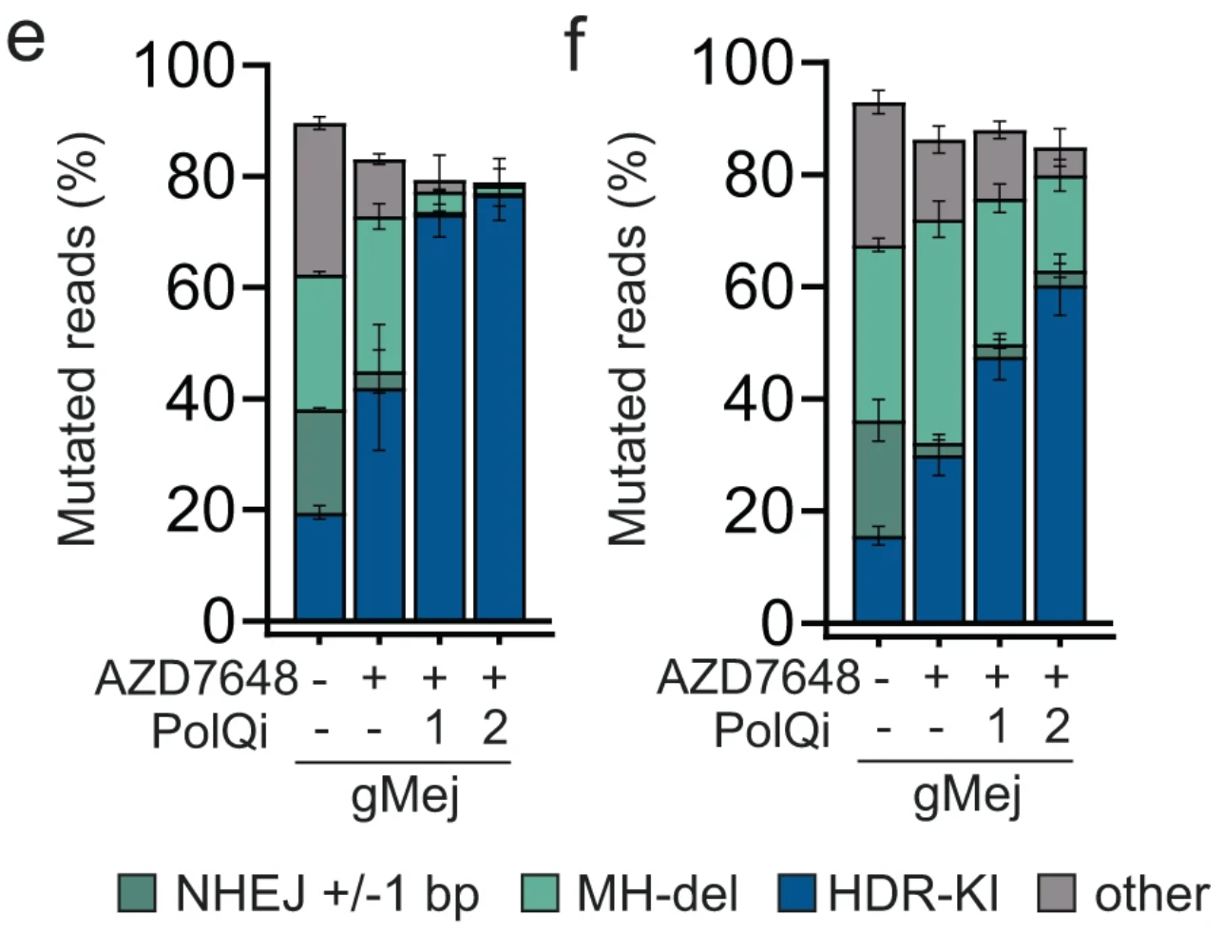 e
Mutated reads (%)
100
80
60
40
20
0
AZD7648 - + + +
PolQi - - 1 2
gMej
f
Mutated reads (%)
100
80
60
40
20
0
AZD7648 - + + +
PolQi - - 1 2
gMej
NHEJ +/-1 bp MH-del HDR-KI other